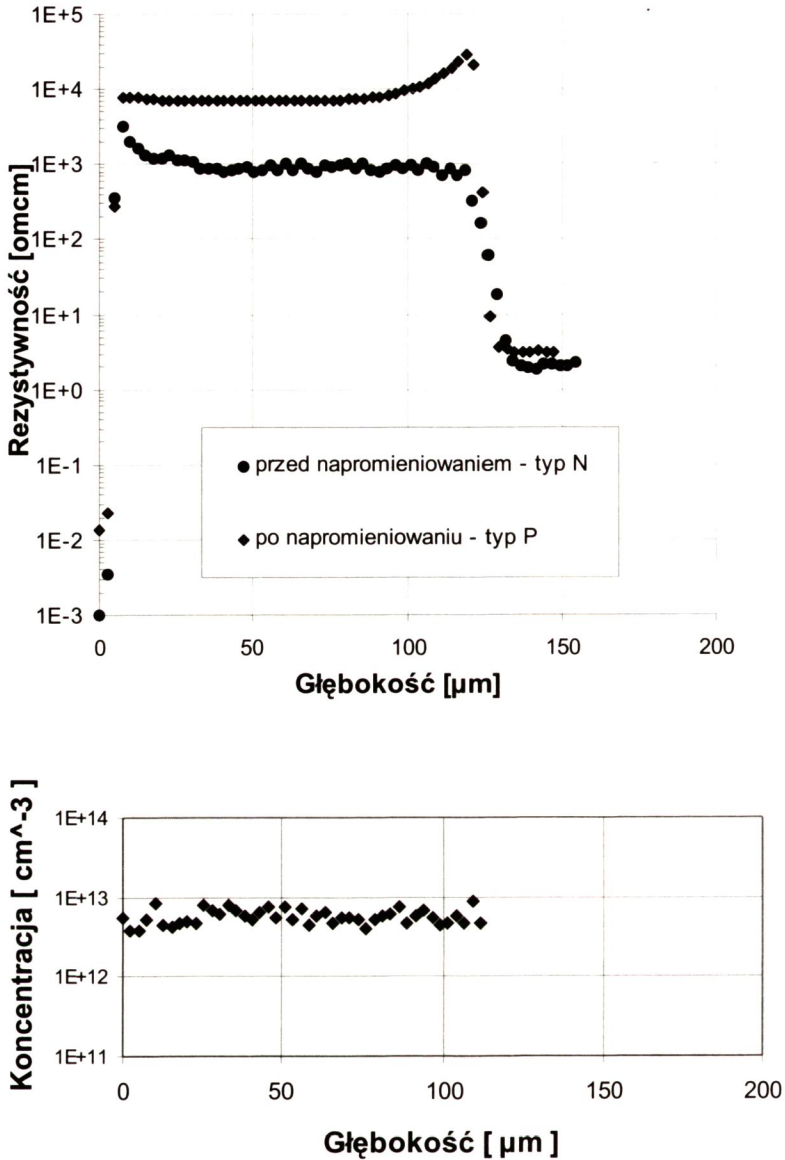 1E+5
1E+4
1E+3
1E+2
1E+1
1E+0
1E-1
1E-2
1E-3
Rezystywność [omcm]
przed napromieniowaniem - typ N
po napromieniowaniu - typ P
0 50 100 150 200
Głębokość [µm]
Koncentracja [ cm^-3 ]
1E+14
1E+13
1E+12
1E+11
0 50 100 150 200
Głębokość [ µm ]